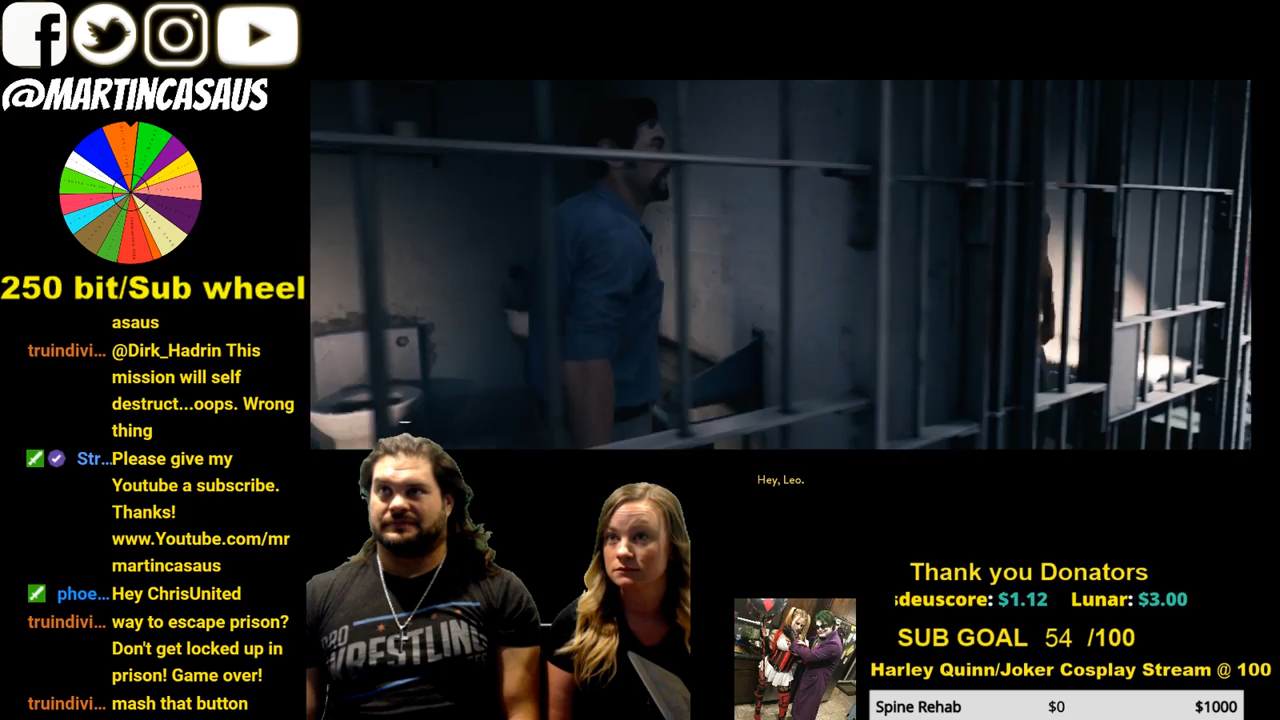 @MARTINCASAUS
250 bit/Sub wheel
asaus
truindivi... @Dirk_Hadrin This
mission will self
destruct...oops. Wrong
thing
Str... Please give my
Youtube a subscribe.
Thanks!
www.Youtube.com/mr
martincasaus
phoe... Hey ChrisUnited
truindivi... way to escape prison?
Don't get locked up in
prison! Game over!
truindivi... mash that button
Hey, Leo.
WRESTLING
Thank you Donators
sdeuscore: $1.12 Lunar: $3.00
SUB GOAL 54 /100
Harley Quinn/Joker Cosplay Stream @ 100
Spine Rehab $0 $1000